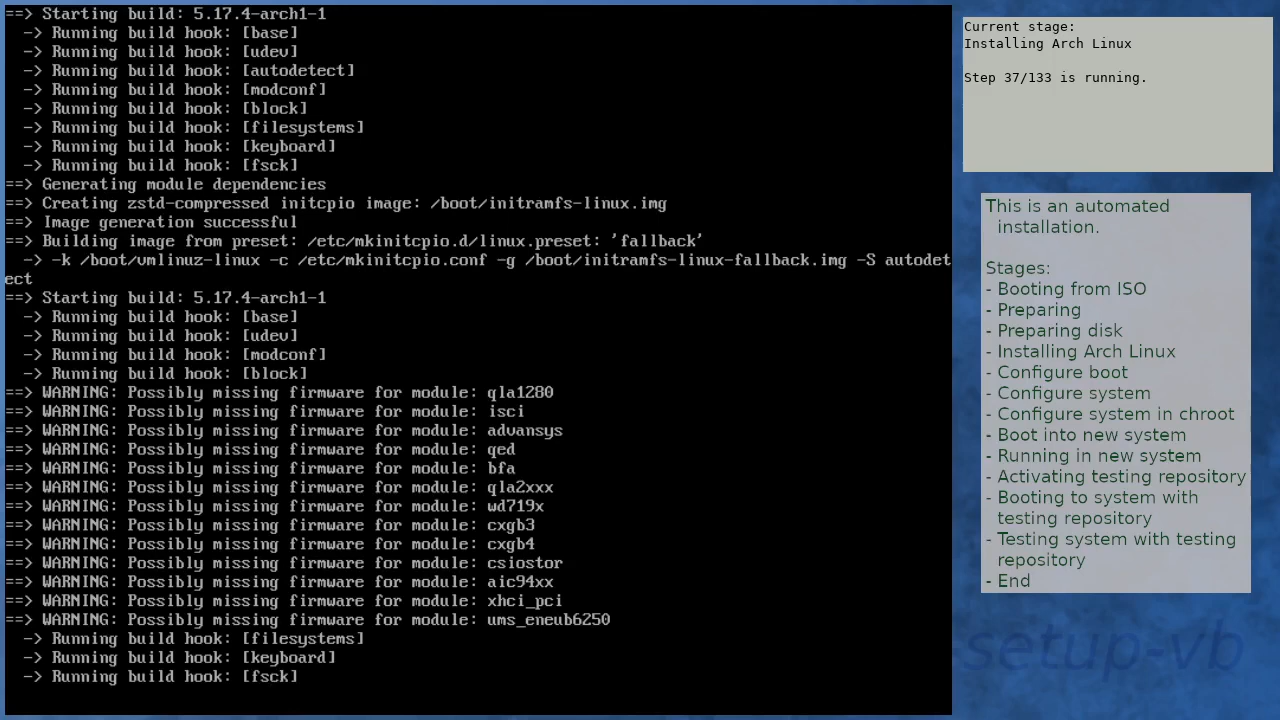 ==> Starting build: 5.17.4-arch1-1
  -> Running build hook: [base]
  -> Running build hook: [udev]
  -> Running build hook: [autodetect]
  -> Running build hook: [modconf]
  -> Running build hook: [block]
  -> Running build hook: [filesystems]
  -> Running build hook: [keyboard]
  -> Running build hook: [fsck]
==> Generating module dependencies
==> Creating zstd-compressed initcpio image: /boot/initramfs-linux.img
==> Image generation successful
==> Building image from preset: /etc/mkinitcpio.d/linux.preset: 'fallback'
  -> -k /boot/vmlinuz-linux -c /etc/mkinitcpio.conf -g /boot/initramfs-linux-fallback.img -S autodet
ect
==> Starting build: 5.17.4-arch1-1
  -> Running build hook: [base]
  -> Running build hook: [udev]
  -> Running build hook: [modconf]
  -> Running build hook: [block]
==> WARNING: Possibly missing firmware for module: qla1280
==> WARNING: Possibly missing firmware for module: isci
==> WARNING: Possibly missing firmware for module: advansys
==> WARNING: Possibly missing firmware for module: qed
==> WARNING: Possibly missing firmware for module: bfa
==> WARNING: Possibly missing firmware for module: qla2xxx
==> WARNING: Possibly missing firmware for module: wd719x
==> WARNING: Possibly missing firmware for module: cxgb3
==> WARNING: Possibly missing firmware for module: cxgb4
==> WARNING: Possibly missing firmware for module: csiostor
==> WARNING: Possibly missing firmware for module: aic94xx
==> WARNING: Possibly missing firmware for module: xhci_pci
==> WARNING: Possibly missing firmware for module: ums_eneub6250
  -> Running build hook: [filesystems]
  -> Running build hook: [keyboard]
  -> Running build hook: [fsck]
Current stage:
Installing Arch Linux
Step 37/133 is running.
This is an automated
installation.
Stages:
- Booting from ISO
- Preparing
- Preparing disk
- Installing Arch Linux
- Configure boot
- Configure system
- Configure system in chroot
- Boot into new system
- Running in new system
- Activating testing repository
- Booting to system with
testing repository
- Testing system with testing
repository
- End
setup-vb